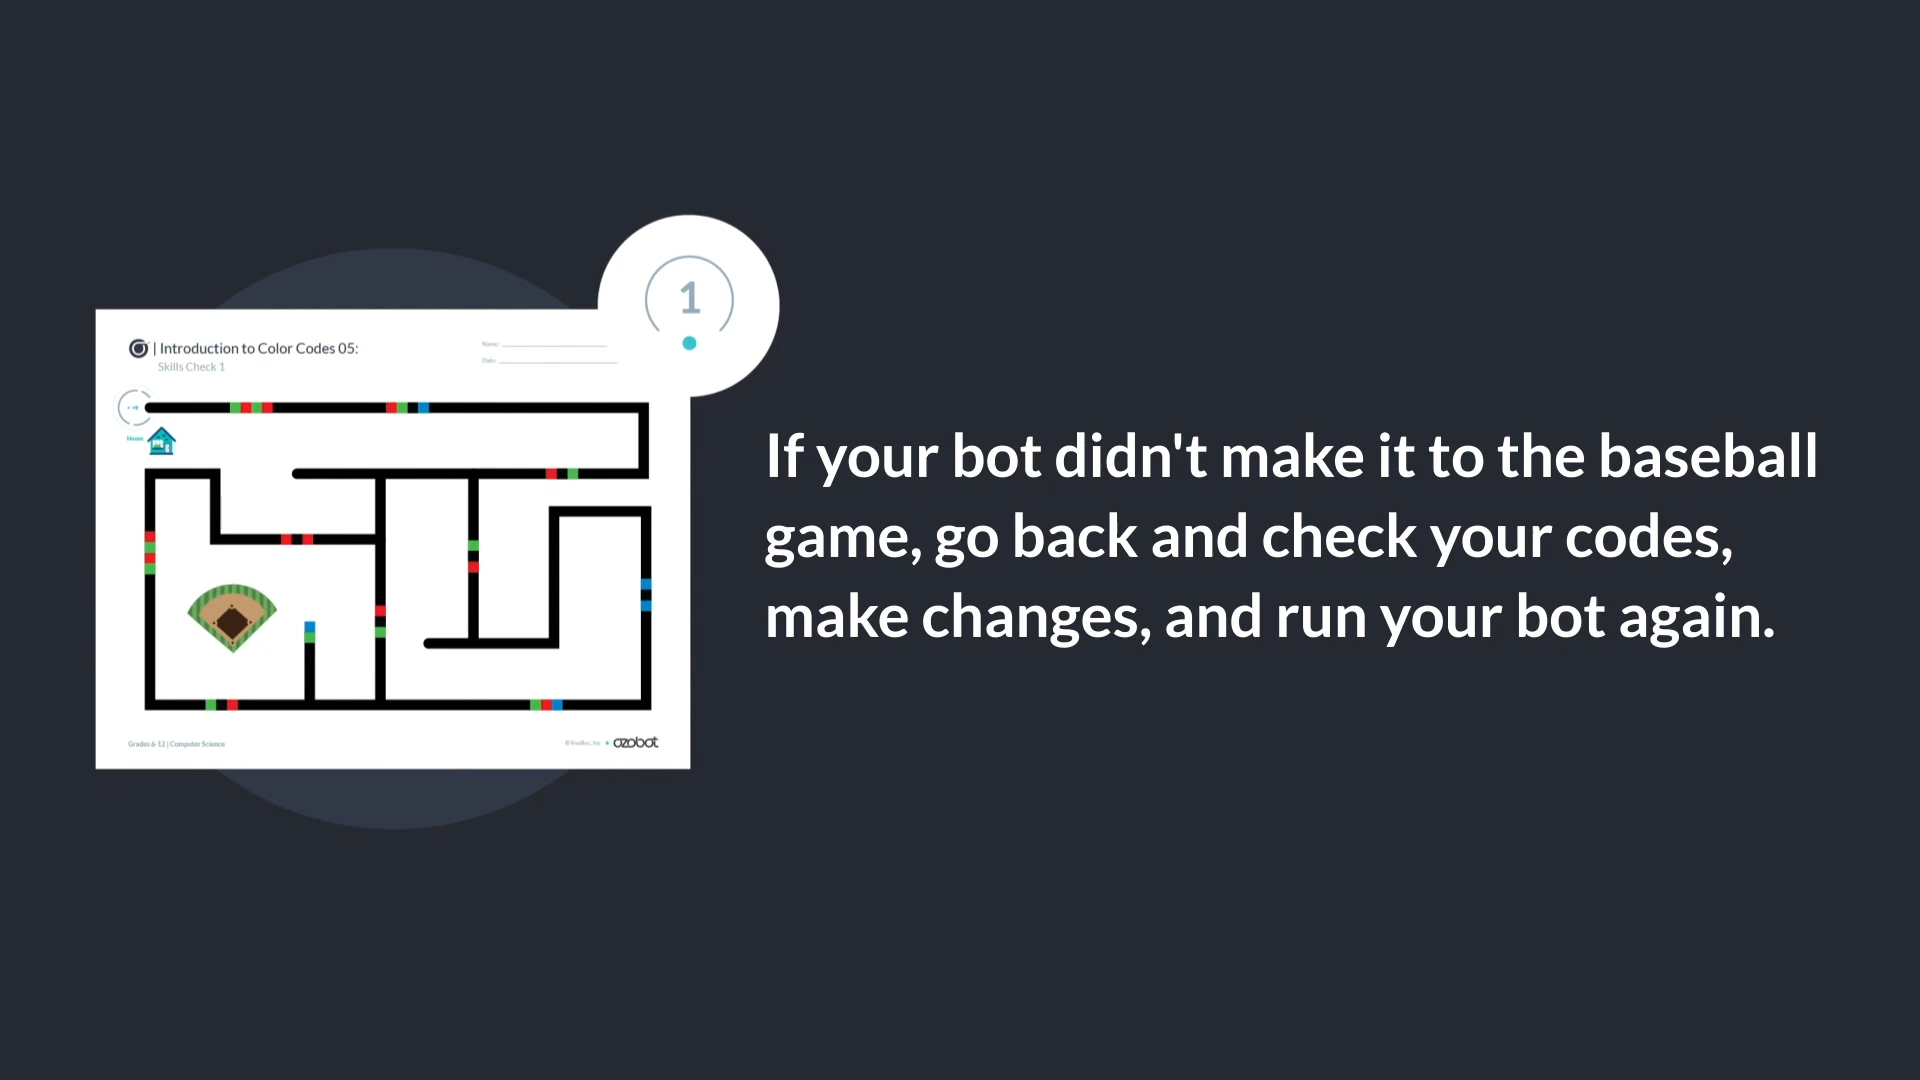 1
| Introduction to Color Codes 05:
Skills Check 1
Name:
Date:
Home
Grades 6-12 | Computer Science
ozobot
If your bot didn't make it to the baseball
game, go back and check your codes,
make changes, and run your bot again.